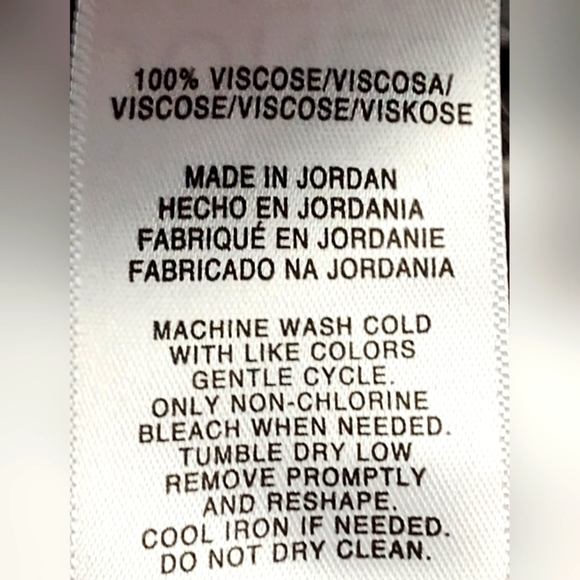 100% VISCOSE/VISCOSA/
VISCOSE/VISCOSE/VISKOSE
MADE IN JORDAN
HECHO EN JORDANIA
FABRIQUÉ EN JORDANIE
FABRICADO NA JORDANIA
MACHINE WASH COLD
WITH LIKE COLORS
GENTLE CYCLE.
ONLY NON-CHLORINE
BLEACH WHEN NEEDED.
TUMBLE DRY LOW
REMOVE PROMPTLY
AND RESHAPE.
COOL IRON IF NEEDED.
DO NOT DRY CLEAN.